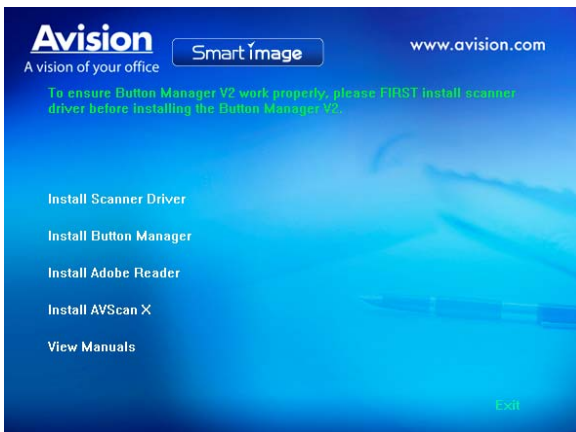 Avision
A vision of your office
Smart image
www.avision.com
To ensure Button Manager V2 work properly, please FIRST install scanner
driver before installing the Button Manager V2.
Install Scanner Driver
Install Button Manager
Install Adobe Reader
Install AVScan X
View Manuals
Exit